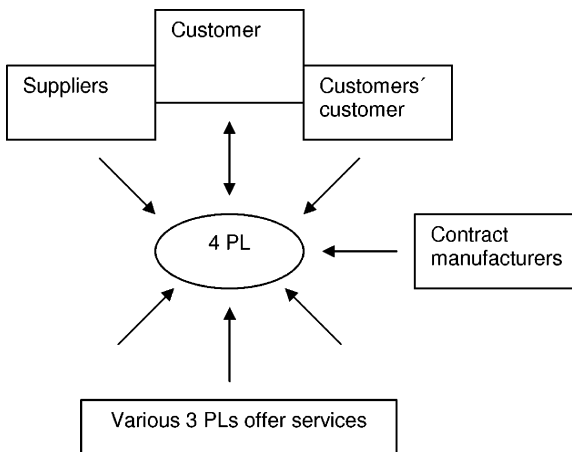 Customer
Suppliers
Customers´
customer
4 PL
Contract
manufacturers
Various 3 PLs offer services